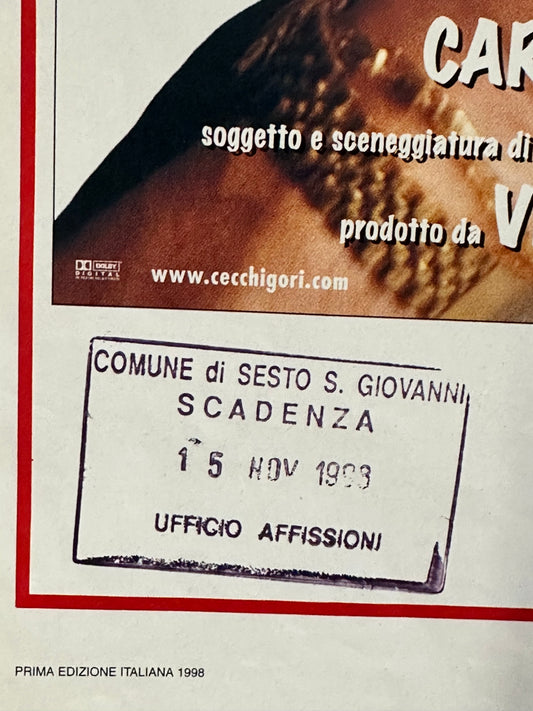 CAR
soggetto e sceneggiatura di
prodotto da V
DOLBY
DIGITAL
www.cecchigori.com
COMUNE di SESTO S. GIOVANNI
SCADENZA
15 NOV 1998
UFFICIO AFFISSIONI
PRIMA EDIZIONE ITALIANA 1998